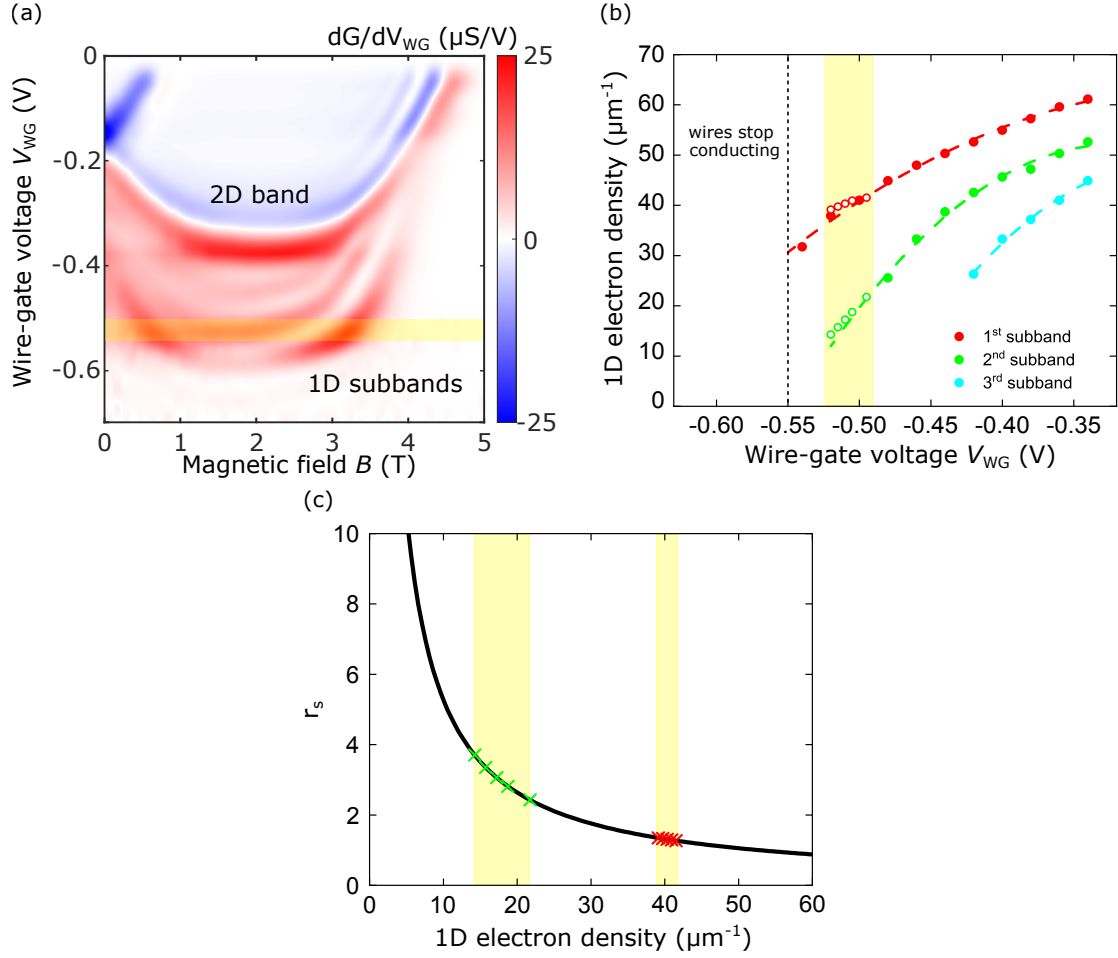 (a)
dG/dV_WG (µS/V)
25
0
-25
0
-0.2
-0.4
-0.6
Wire-gate voltage V_WG (V)
2D band
1D subbands
0 1 2 3 4 5
Magnetic field B (T)
(b)
70
60
50
40
30
20
10
0
1D electron density (µm⁻¹)
wires stop
conducting
1st subband
2nd subband
3rd subband
-0.60 -0.55 -0.50 -0.45 -0.40 -0.35
Wire-gate voltage V_WG (V)
(c)
10
8
6
4
2
0
r_s
0 10 20 30 40 50 60
1D electron density (µm⁻¹)